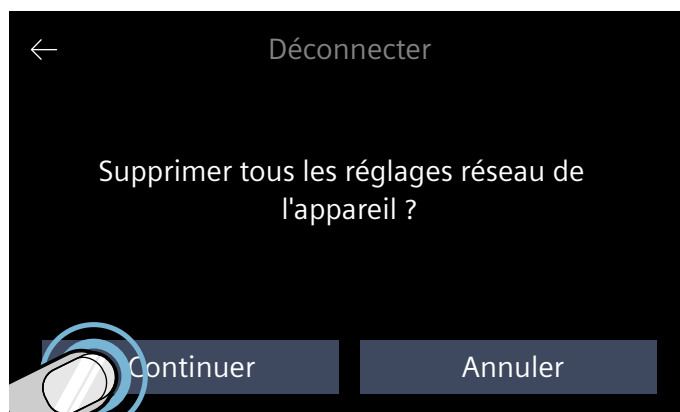 Déconnecter
Supprimer tous les réglages réseau de
l'appareil ?
Continuer
Annuler